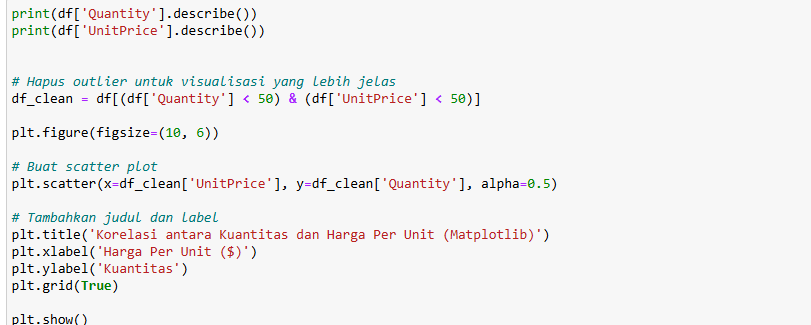 print(df['Quantity'].describe())
print(df['UnitPrice'].describe())
# Hapus outlier untuk visualisasi yang lebih jelas
df_clean = df[(df['Quantity'] < 50) & (df['UnitPrice'] < 50)]
plt.figure(figsize=(10, 6))
# Buat scatter plot
plt.scatter(x=df_clean['UnitPrice'], y=df_clean['Quantity'], alpha=0.5)
# Tambahkan judul dan label
plt.title('Korelasi antara Kuantitas dan Harga Per Unit (Matplotlib)')
plt.xlabel('Harga Per Unit ($)')
plt.ylabel('Kuantitas')
plt.grid(True)
plt.show()